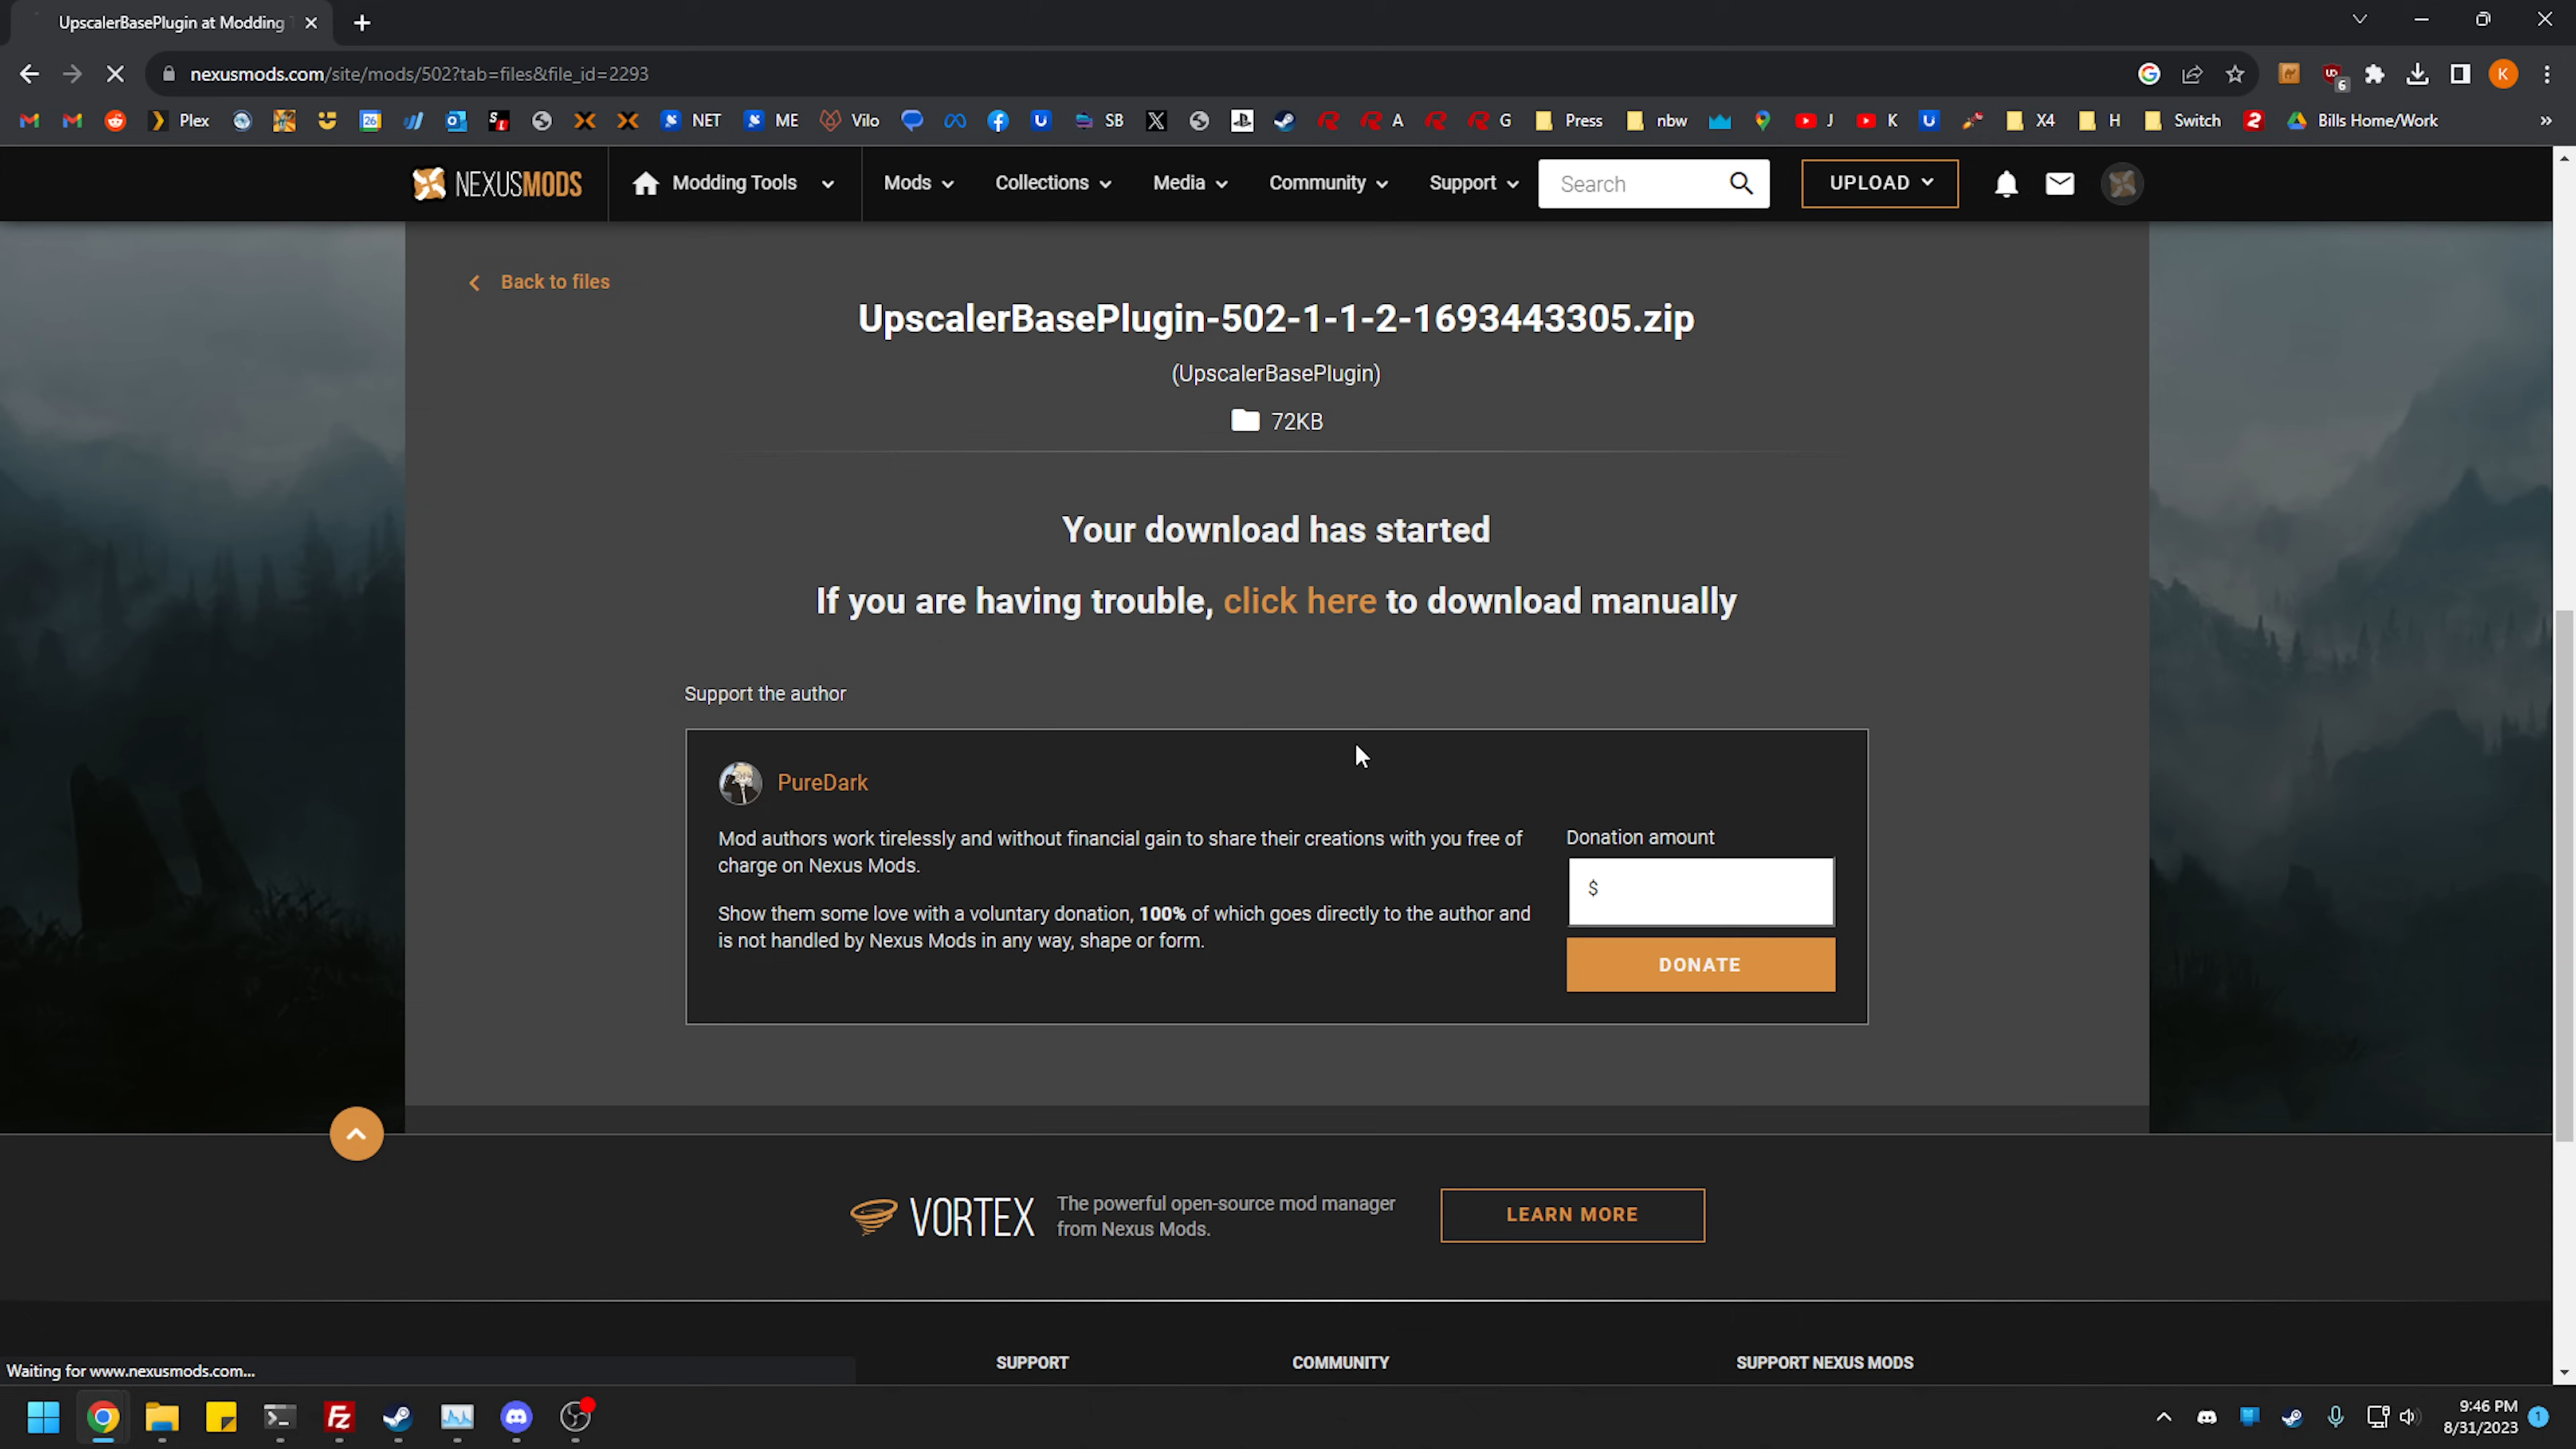 UpscalerBasePlugin at Modding
nexusmods.com/site/mods/502?tab=files&file_id=2293
K
6
Plex
26
NET
ME
Vilo
SB
A
G
Press
nbw
J
K
X4
H
Switch
Bills Home/Work
»
NEXUSMODS
Modding Tools
Mods
Collections
Media
Community
Support
Search
UPLOAD
Back to files
UpscalerBasePlugin-502-1-1-2-1693443305.zip
(UpscalerBasePlugin)
72KB
Your download has started
If you are having trouble, click here to download manually
Support the author
PureDark
Mod authors work tirelessly and without financial gain to share their creations with you free of
charge on Nexus Mods.
Show them some love with a voluntary donation, 100% of which goes directly to the author and
is not handled by Nexus Mods in any way, shape or form.
Donation amount
$
DONATE
VORTEX
The powerful open-source mod manager
from Nexus Mods.
LEARN MORE
SUPPORT
COMMUNITY
SUPPORT NEXUS MODS
Waiting for www.nexusmods.com...
Fz
9:46 PM
8/31/2023
1